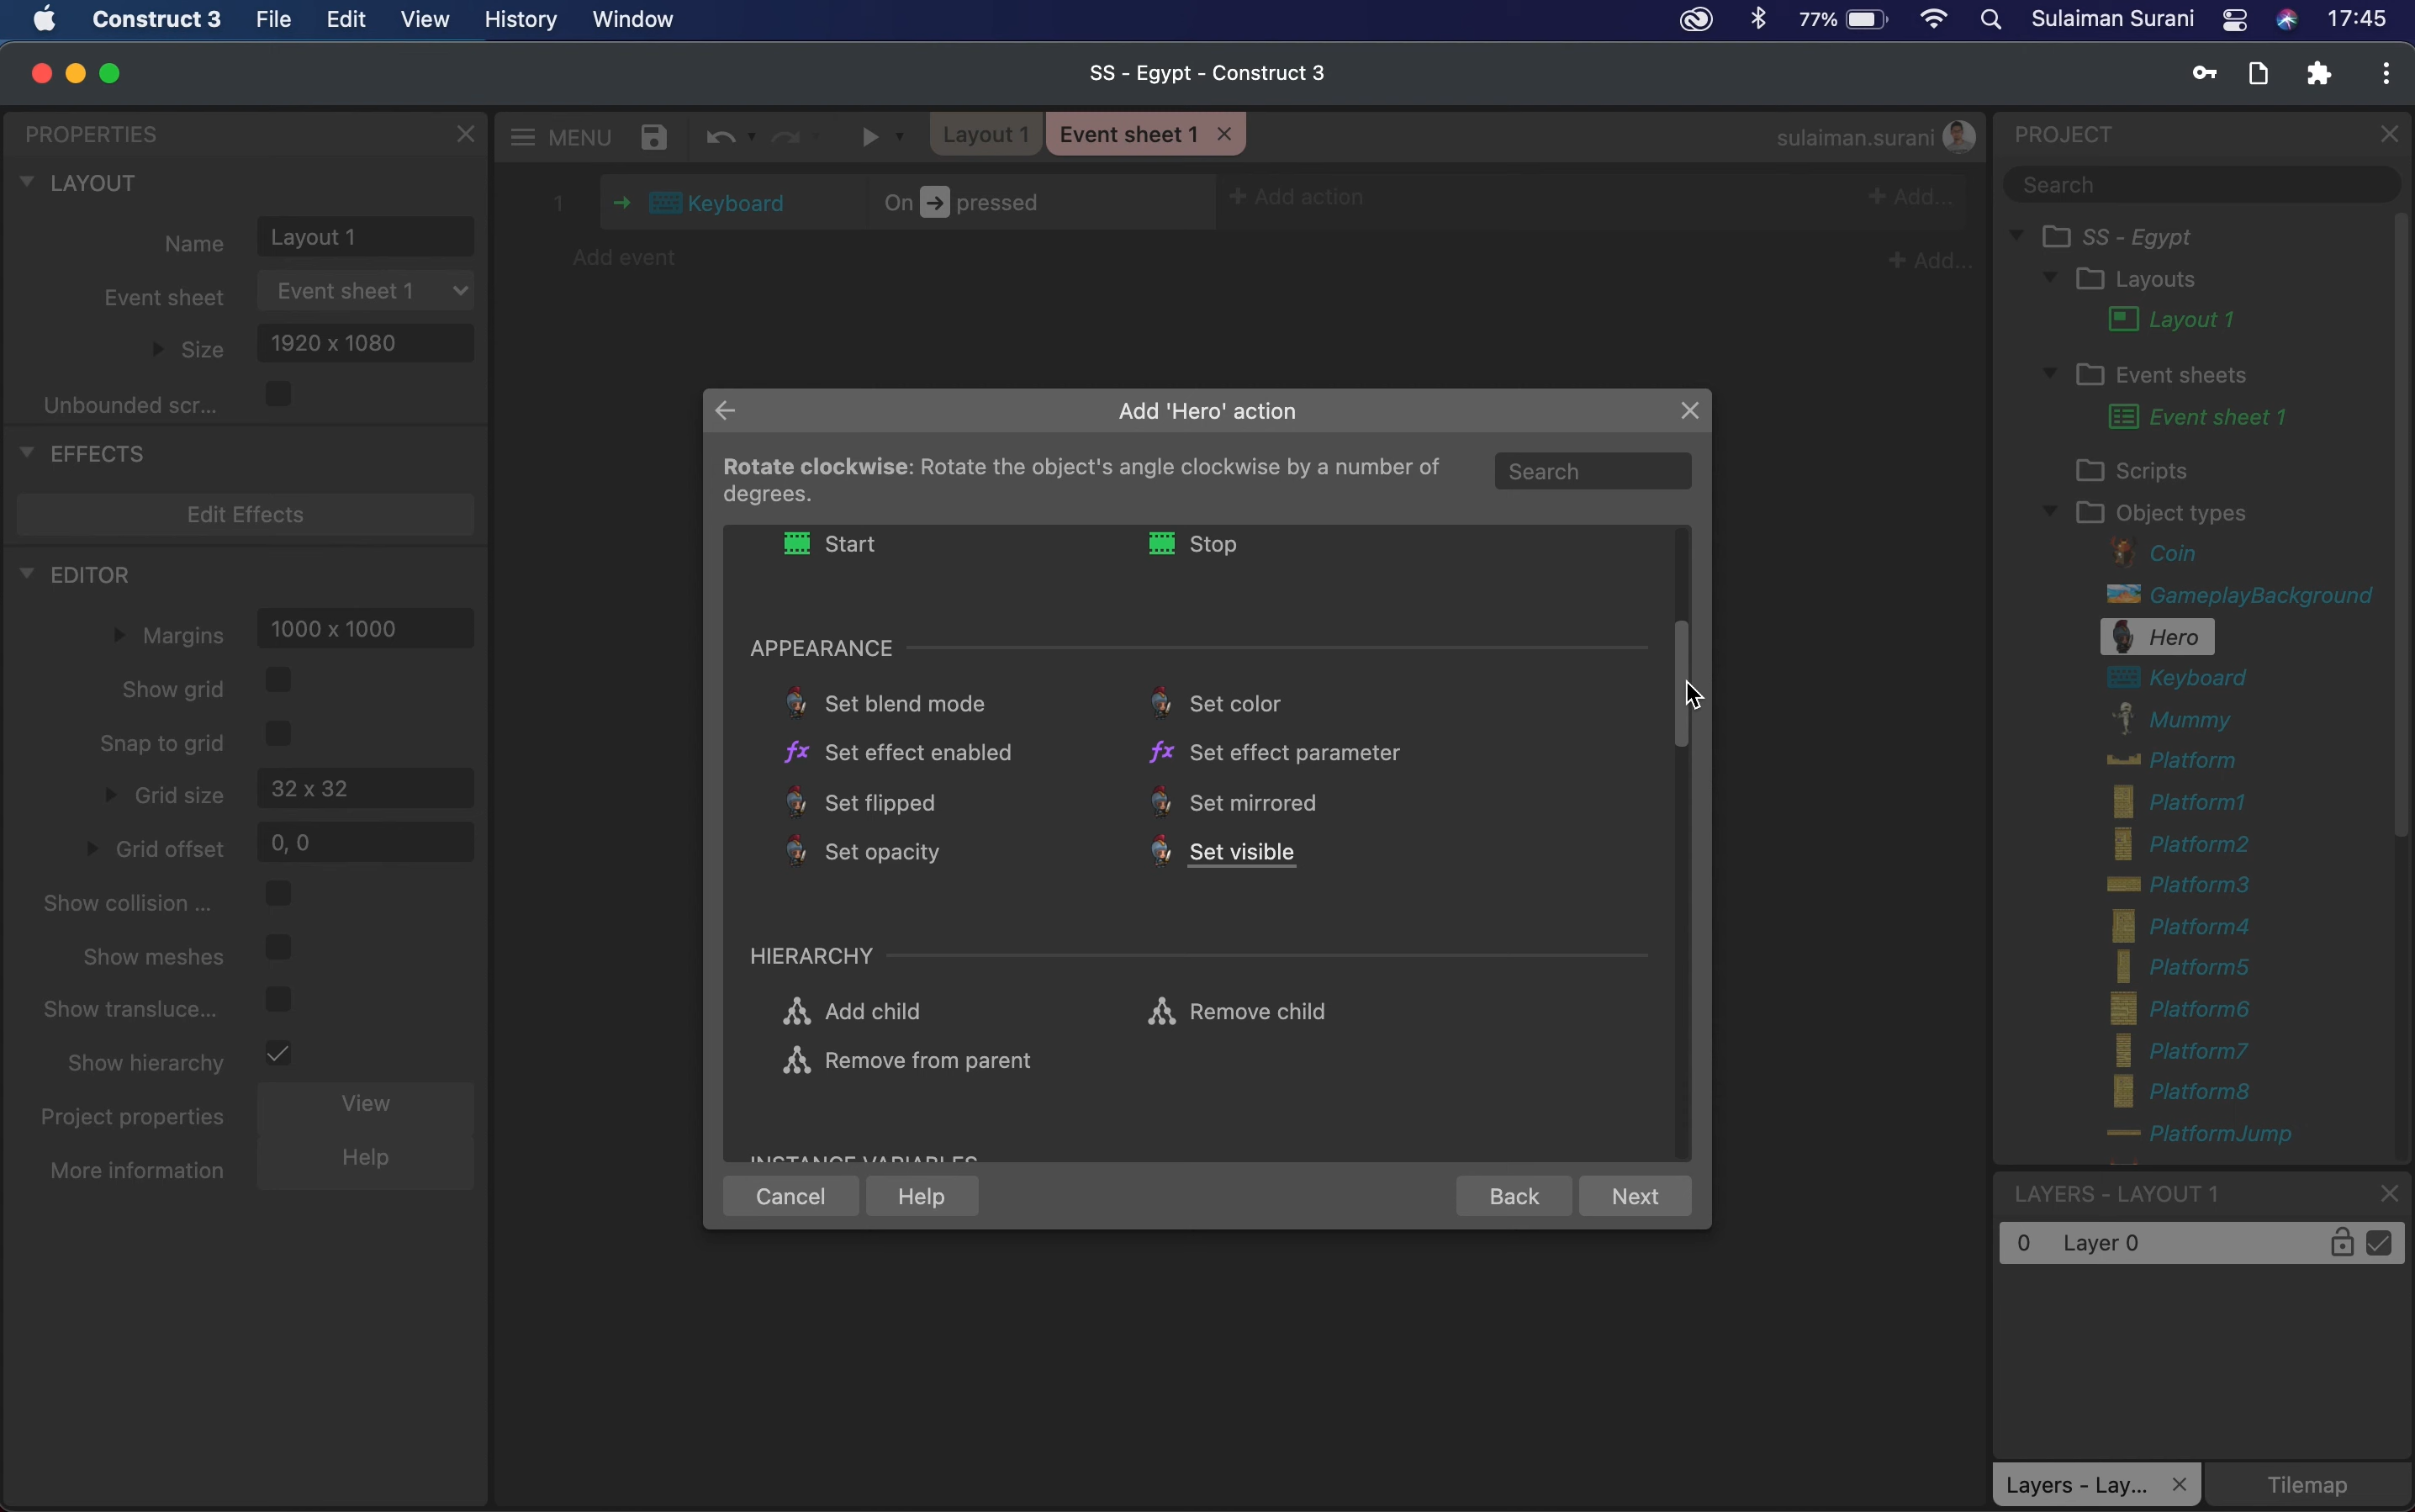 Construct 3 File Edit View History Window 77% Sulaiman Surani 17:45
SS - Egypt - Construct 3
PROPERTIES
LAYOUT
Name Layout 1
Event sheet Event sheet 1
Size 1920 x 1080
Unbounded scr...
EFFECTS
Edit Effects
EDITOR
Margins 1000 x 1000
Show grid
Snap to grid
Grid size 32 x 32
Grid offset 0, 0
Show collision ...
Show meshes
Show transluce...
Show hierarchy
Project properties View
More information Help
MENU Layout 1 Event sheet 1 sulaiman.surani
1 Keyboard On → pressed + Add action + Add...
Add event + Add...
Add 'Hero' action
Rotate clockwise: Rotate the object's angle clockwise by a number of
degrees.
Search
Start Stop
APPEARANCE
Set blend mode Set color
fx Set effect enabled fx Set effect parameter
Set flipped Set mirrored
Set opacity Set visible
HIERARCHY
Add child Remove child
Remove from parent
INSTANCE VARIABLES
Cancel Help Back Next
PROJECT
Search
SS - Egypt
Layouts
Layout 1
Event sheets
Event sheet 1
Scripts
Object types
Coin
GameplayBackground
Hero
Keyboard
Mummy
Platform
Platform1
Platform2
Platform3
Platform4
Platform5
Platform6
Platform7
Platform8
PlatformJump
LAYERS - LAYOUT 1
0 Layer 0
Layers - Lay... Tilemap